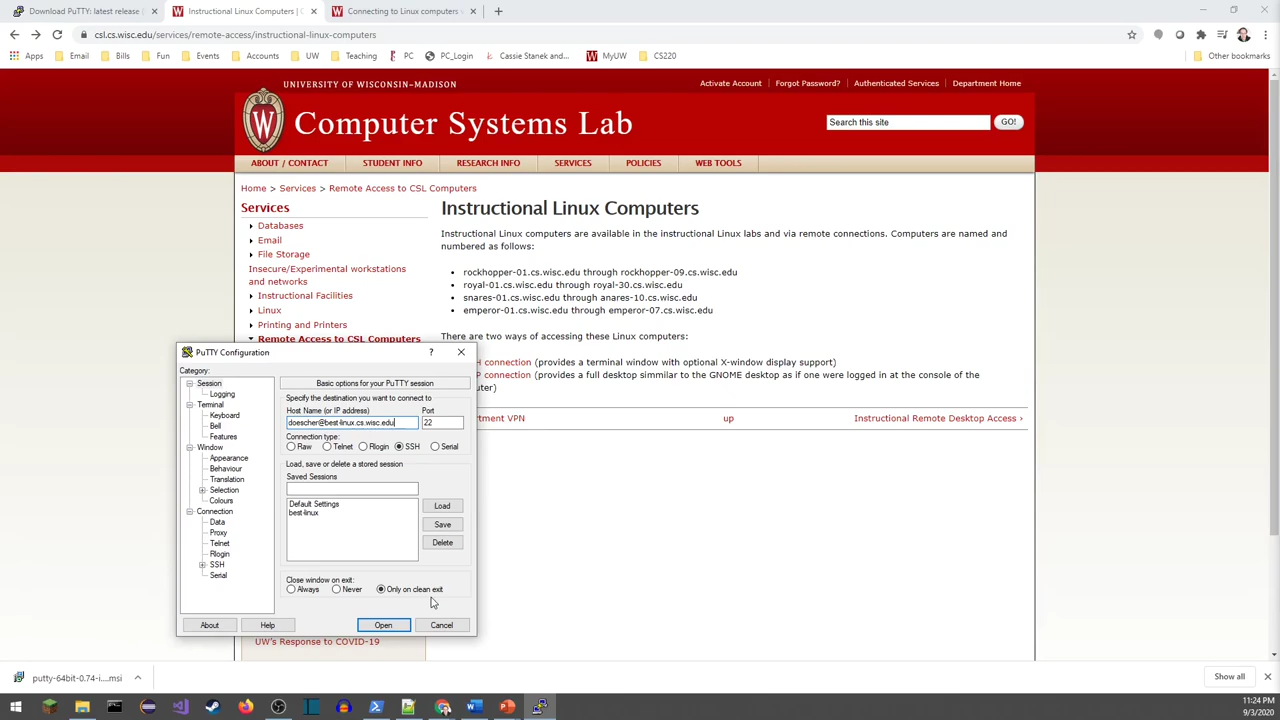 Download PuTTY: latest release (
Instructional Linux Computers | C
Connecting to Linux computers v
csl.cs.wisc.edu/services/remote-access/instructional-linux-computers
Apps
Email
Bills
Fun
Events
Accounts
UW
Teaching
PC
PC_Login
Cassie Stanek and...
MyUW
CS220
Other bookmarks
UNIVERSITY OF WISCONSIN–MADISON
Activate Account
Forgot Password?
Authenticated Services
Department Home
Computer Systems Lab
Search this site
GO!
ABOUT / CONTACT
STUDENT INFO
RESEARCH INFO
SERVICES
POLICIES
WEB TOOLS
Home > Services > Remote Access to CSL Computers
Services
Databases
Email
File Storage
Insecure/Experimental workstations
and networks
Instructional Facilities
Linux
Printing and Printers
Remote Access to CSL Computers
Instructional Linux Computers
Instructional Linux computers are available in the instructional Linux labs and via remote connections. Computers are named and
numbered as follows:
rockhopper-01.cs.wisc.edu through rockhopper-09.cs.wisc.edu
royal-01.cs.wisc.edu through royal-30.cs.wisc.edu
snares-01.cs.wisc.edu through anares-10.cs.wisc.edu
emperor-01.cs.wisc.edu through emperor-07.cs.wisc.edu
There are two ways of accessing these Linux computers:
H connection (provides a terminal window with optional X-window display support)
P connection (provides a full desktop simmilar to the GNOME desktop as if one were logged in at the console of the
uter)
rtment VPN
up
Instructional Remote Desktop Access ›
PuTTY Configuration
?
Category:
Session
Logging
Terminal
Keyboard
Bell
Features
Window
Appearance
Behaviour
Translation
Selection
Colours
Connection
Data
Proxy
Telnet
Rlogin
SSH
Serial
Basic options for your PuTTY session
Specify the destination you want to connect to
Host Name (or IP address)
Port
doescher@best-linux.cs.wisc.edu
22
Connection type:
Raw
Telnet
Rlogin
SSH
Serial
Load, save or delete a stored session
Saved Sessions
Default Settings
best-linux
Load
Save
Delete
Close window on exit:
Always
Never
Only on clean exit
About
Help
Open
Cancel
UW's Response to COVID-19
putty-64bit-0.74-i....msi
Show all
11:24 PM
9/3/2020